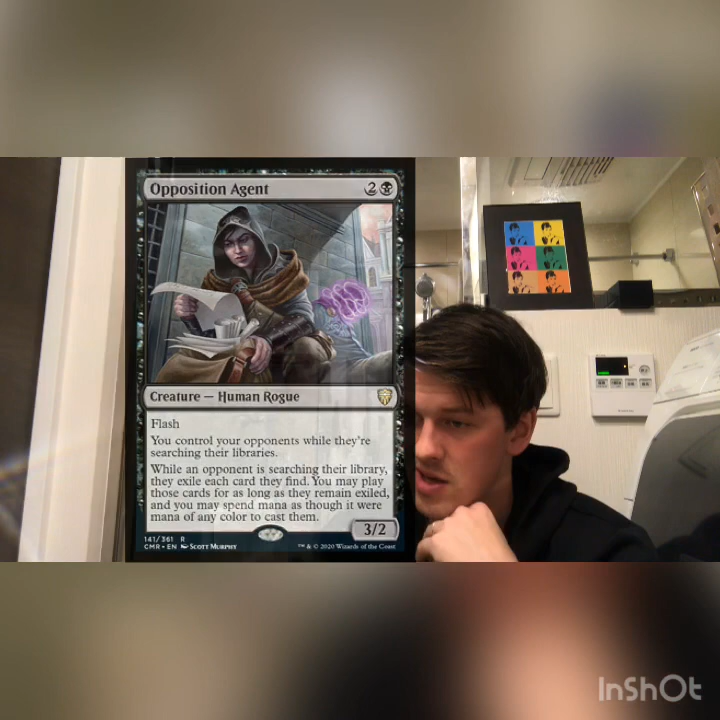 Opposition Agent 2
Creature — Human Rogue
Flash
You control your opponents while they're
searching their libraries.
While an opponent is searching their library,
they exile each card they find. You may play
those cards for as long as they remain exiled,
and you may spend mana as though it were
mana of any color to cast them.
3/2
141/361 R
CMR • EN Scott Murphy
™ & © 2020 Wizards of the Coast
InShOt